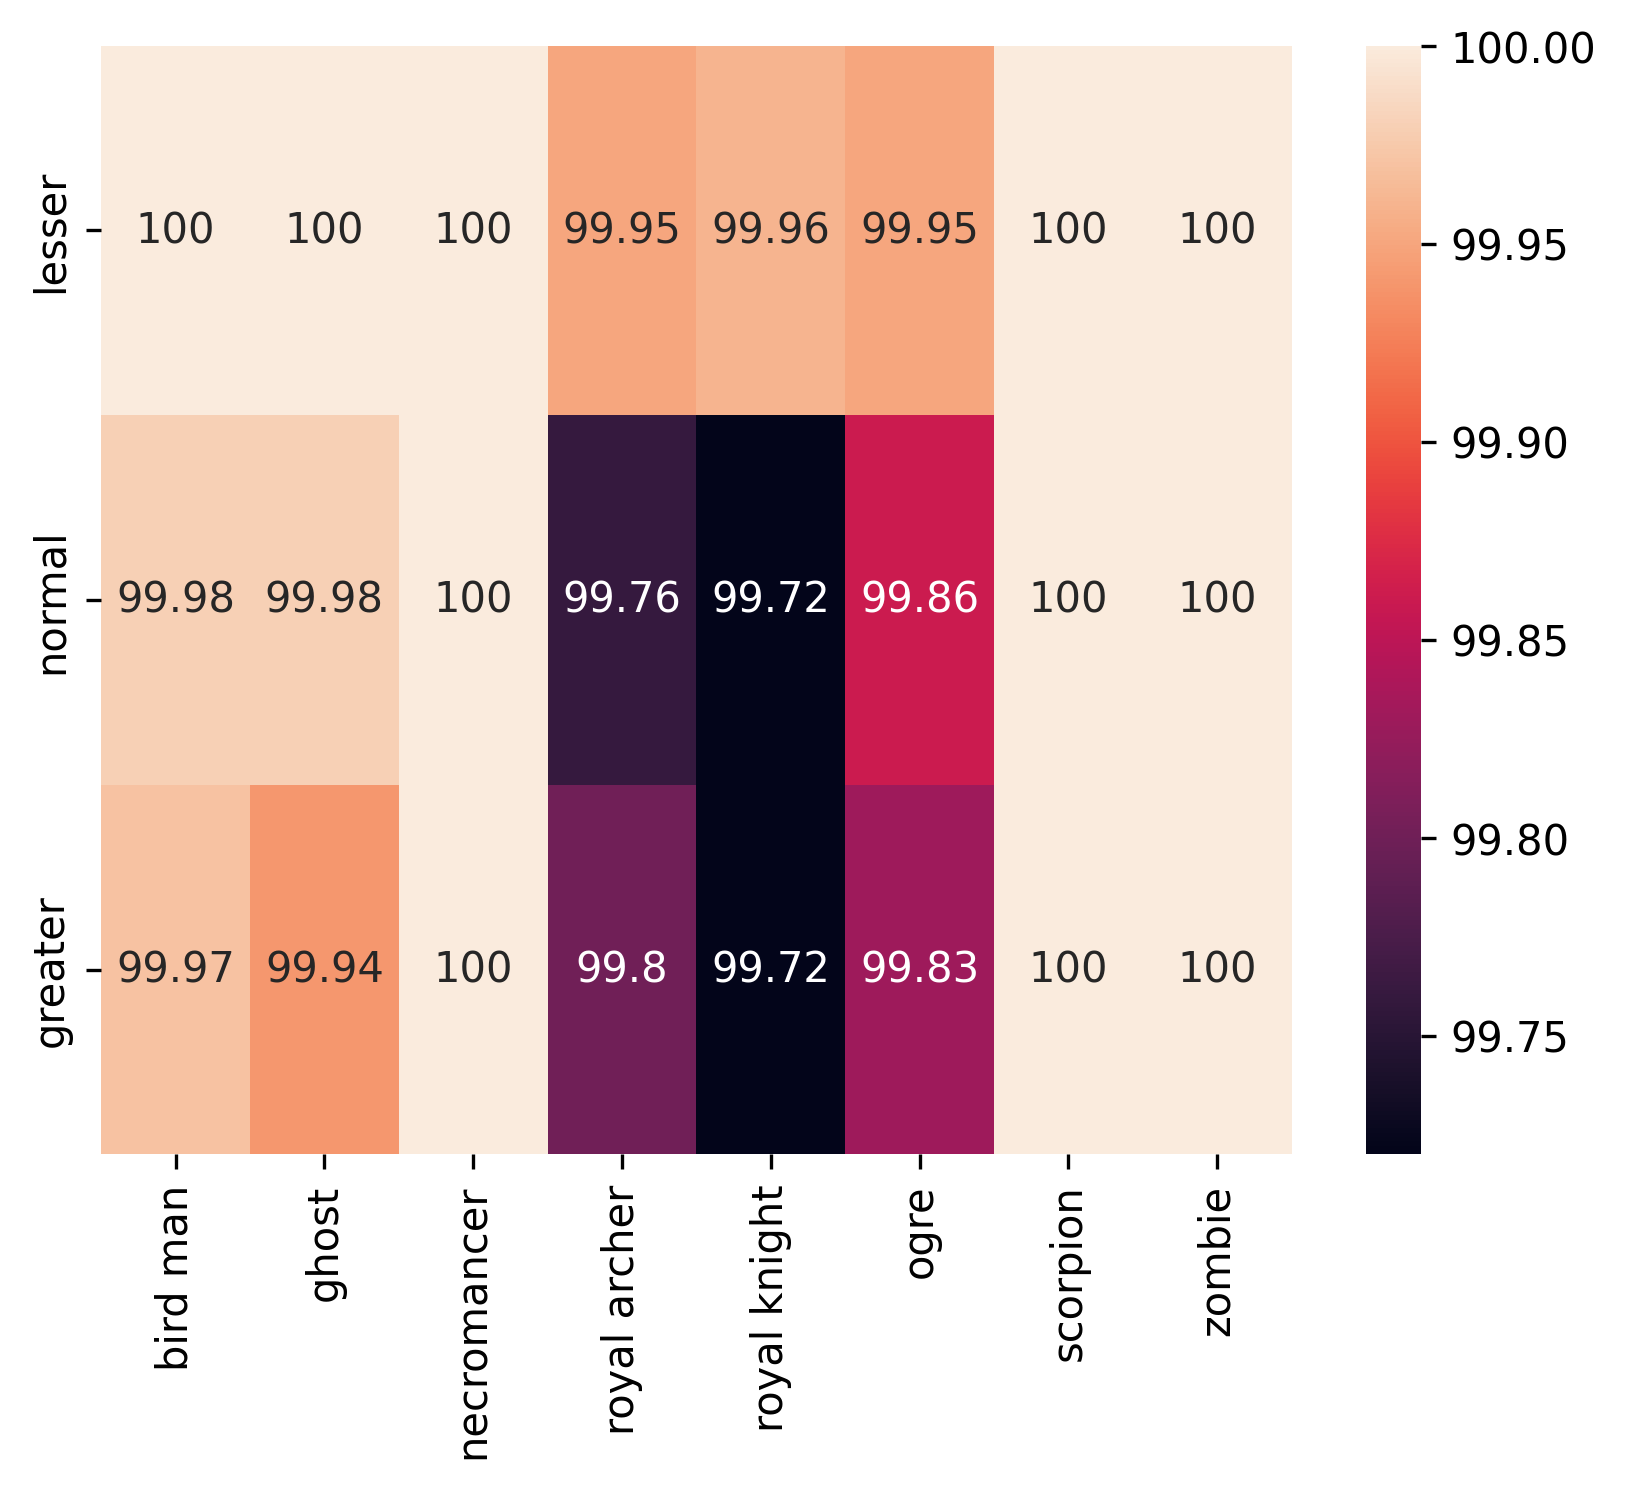 lesser 100 100 100 99.95 99.96 99.95 100 100
normal 99.98 99.98 100 99.76 99.72 99.86 100 100
greater 99.97 99.94 100 99.8 99.72 99.83 100 100
bird man
ghost
necromancer
royal archer
royal knight
ogre
scorpion
zombie
100.00
99.95
99.90
99.85
99.80
99.75